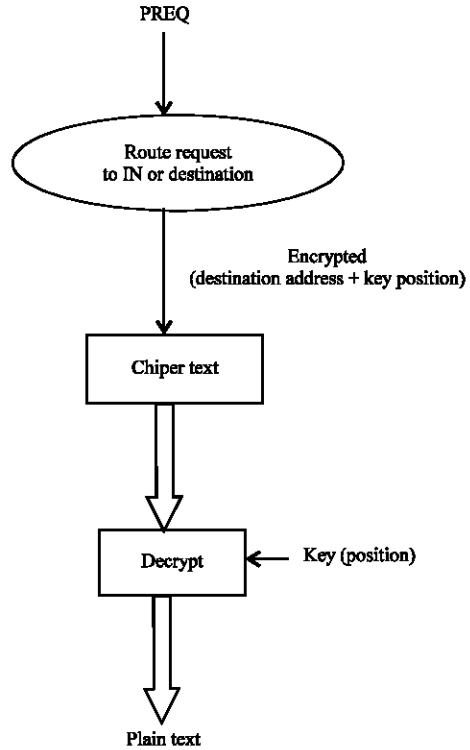 PREQ
Route request
to IN or destination
Encrypted
(destination address + key position)
Chiper text
Decrypt
Key (position)
Plain text